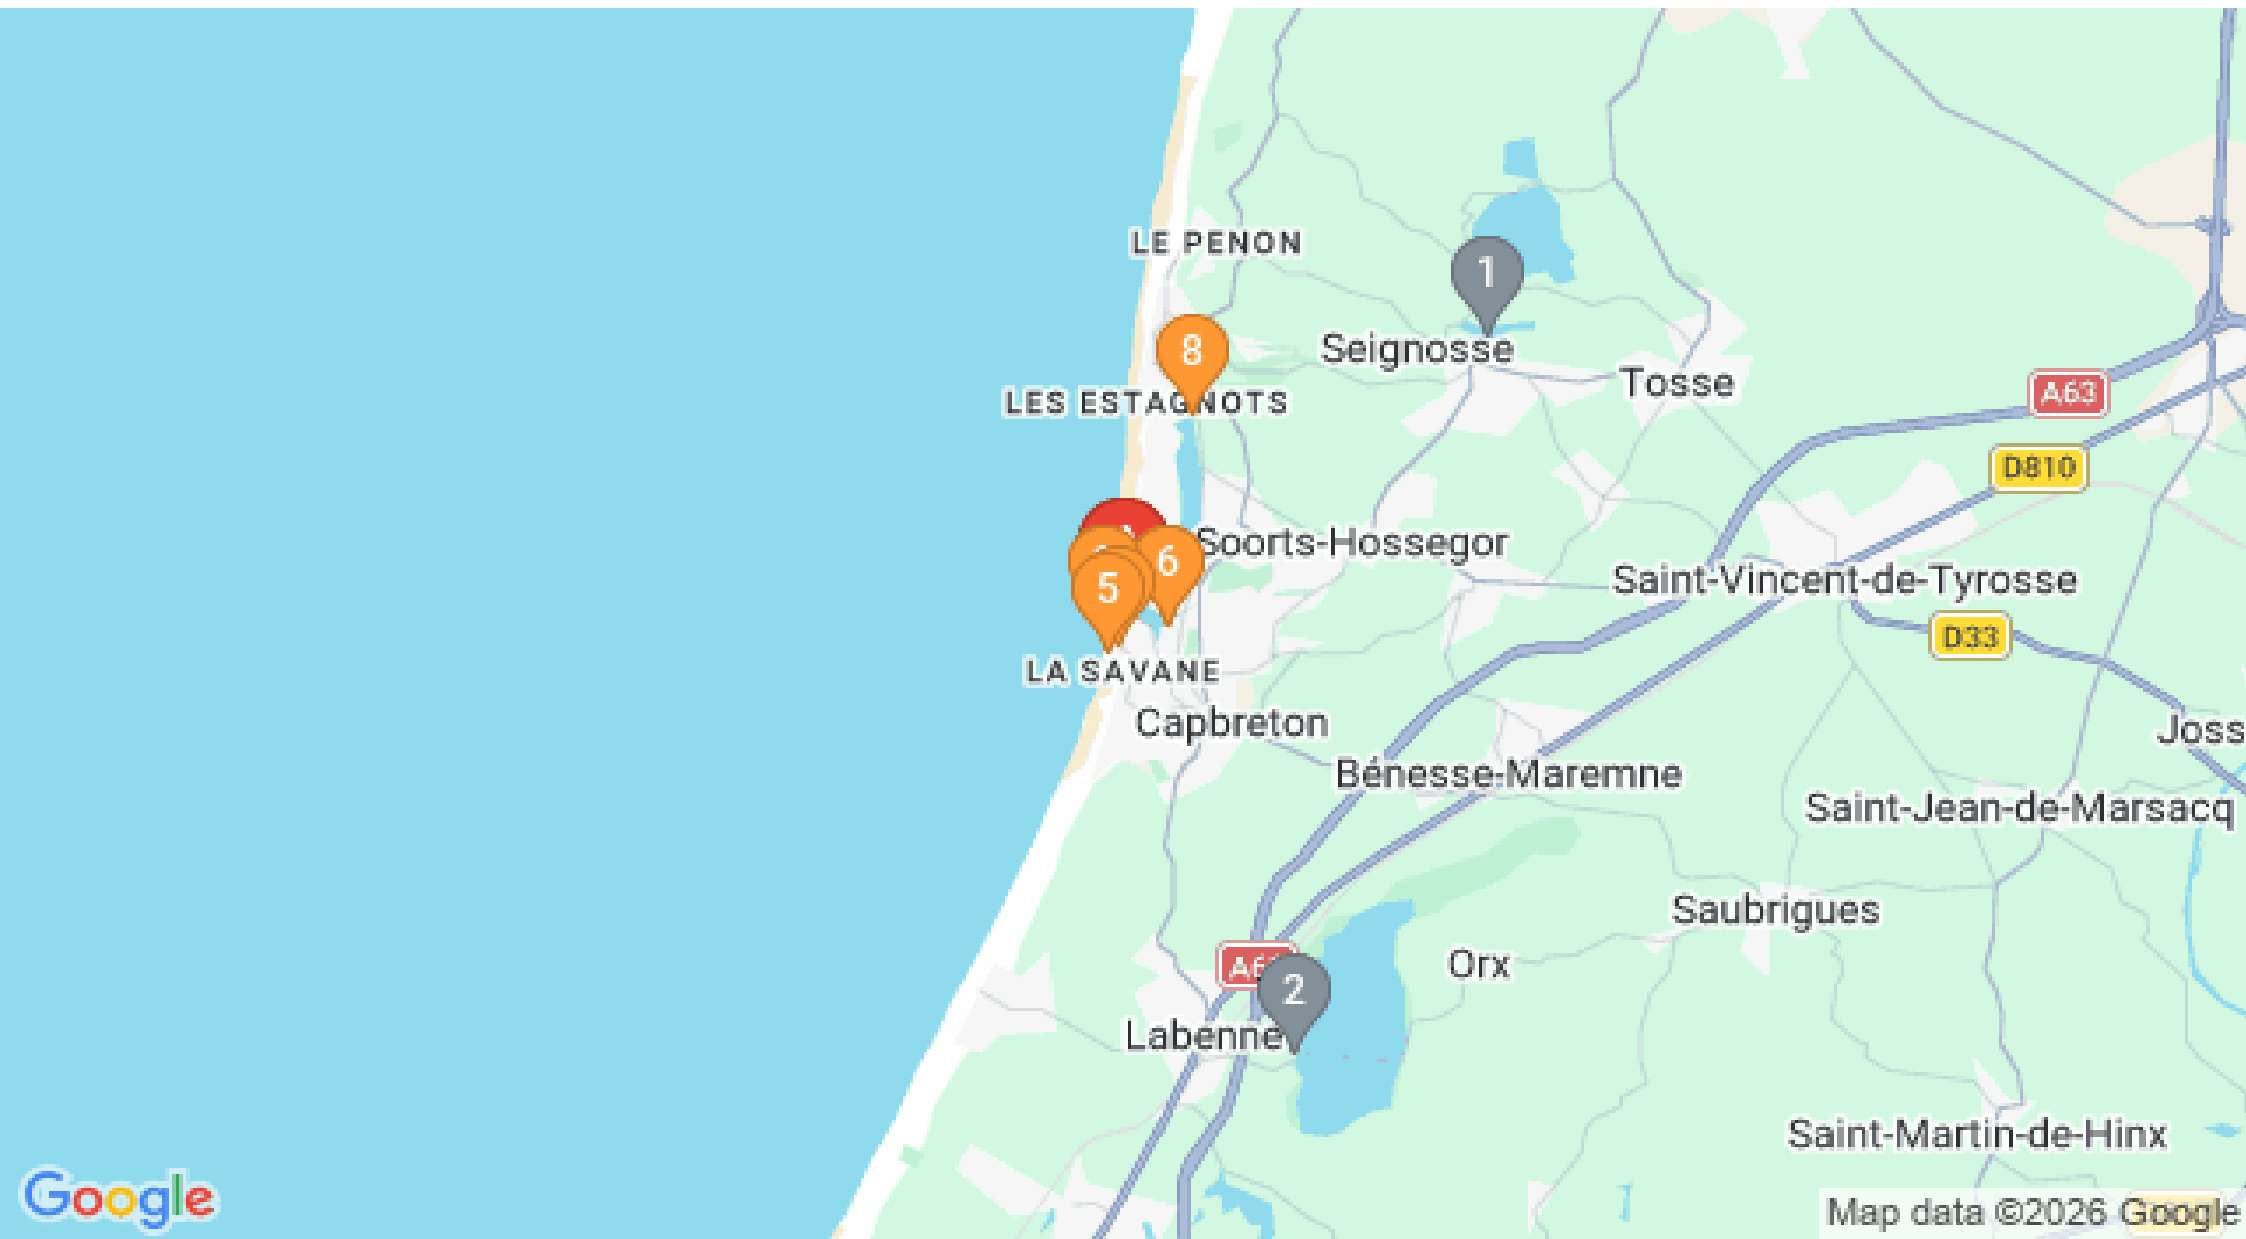 LE PENON
1
8
Seignosse
Tosse
A63
LES ESTAGNOTS
D810
6
Soorts-Hossegor
5
Saint-Vincent-de-Tyrosse
D33
LA SAVANE
Capbreton
Joss
Bénesse-Maremne
Saint-Jean-de-Marsacq
Saubrigues
Orx
2
Labenne
Saint-Martin-de-Hinx
Google
Map data ©2026 Google